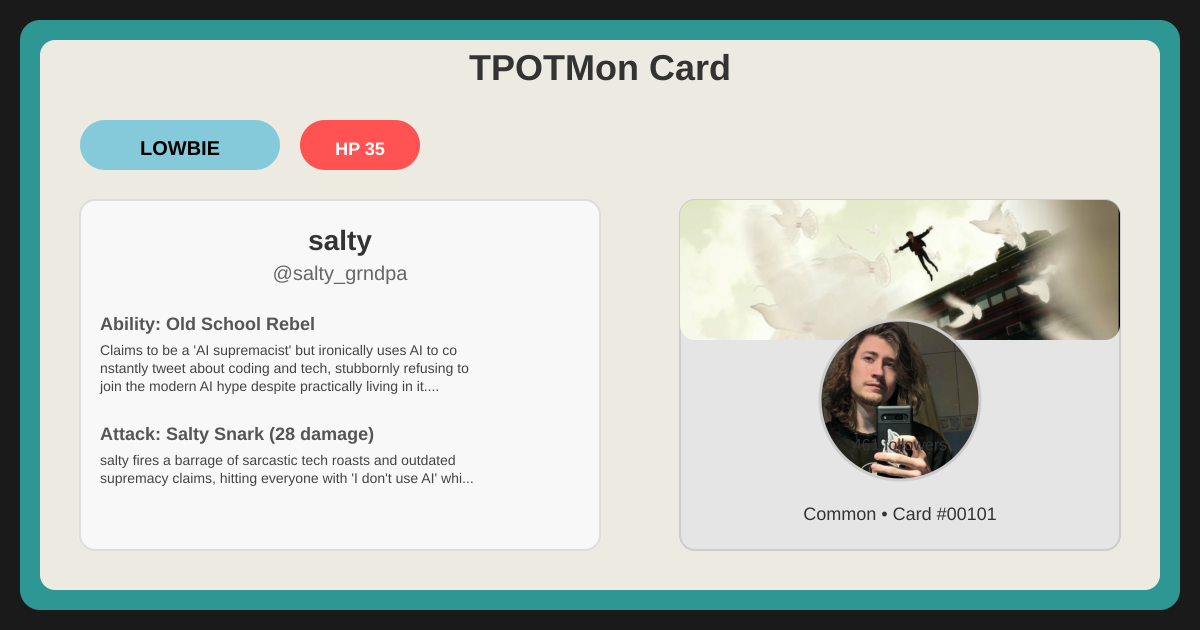 TPOTMon Card
LOWBIE
HP 35
salty
@salty_grndpa
Ability: Old School Rebel
Claims to be a 'AI supremacist' but ironically uses AI to co
nstantly tweet about coding and tech, stubbornly refusing to
join the modern AI hype despite practically living in it....
Attack: Salty Snark (28 damage)
salty fires a barrage of sarcastic tech roasts and outdated
supremacy claims, hitting everyone with 'I don't use AI' whi...
461 followers
Common • Card #00101